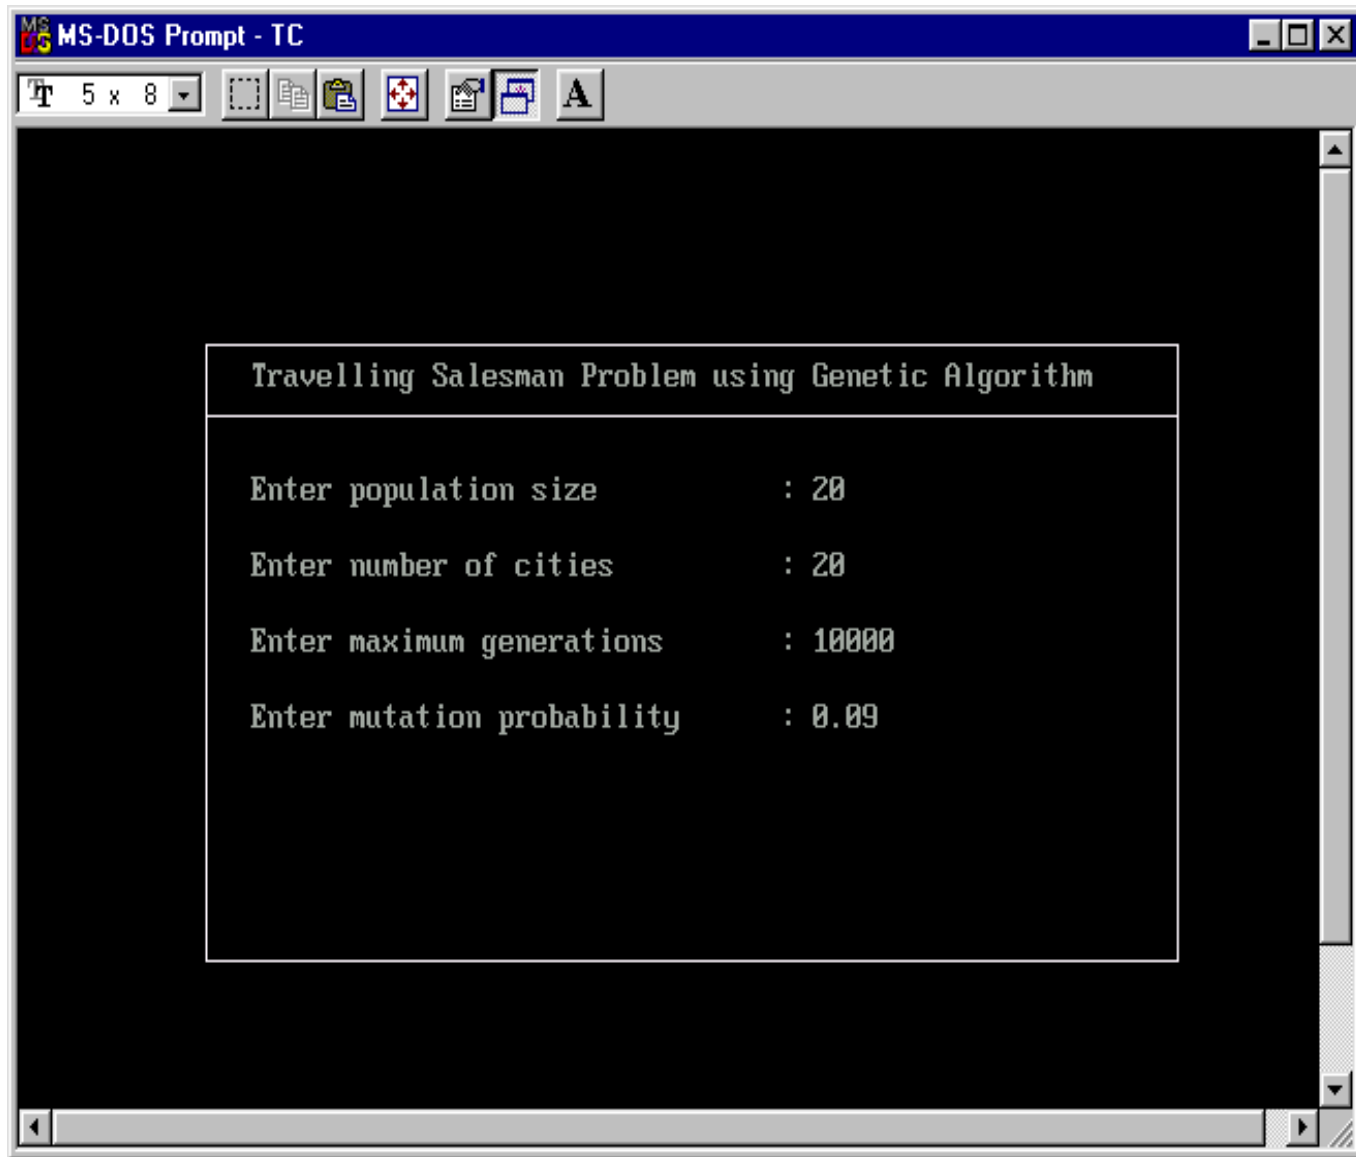 MS-DOS Prompt - TC
5 x 8
A
Travelling Salesman Problem using Genetic Algorithm
Enter population size : 20
Enter number of cities : 20
Enter maximum generations : 10000
Enter mutation probability : 0.09